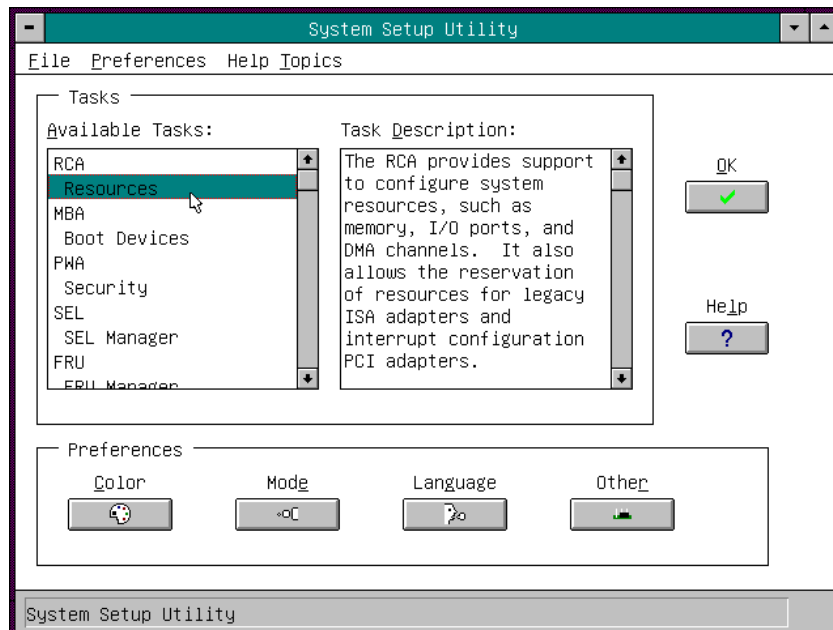 System Setup Utility
File Preferences Help Topics
Tasks
Available Tasks:
RCA
Resources
MBA
Boot Devices
PWA
Security
SEL
SEL Manager
FRU
FRU Manager
Task Description:
The RCA provides support
to configure system
resources, such as
memory, I/O ports, and
DMA channels. It also
allows the reservation
of resources for legacy
ISA adapters and
interrupt configuration
PCI adapters.
OK
Help
?
Preferences
Color Mode Language Other
System Setup Utility